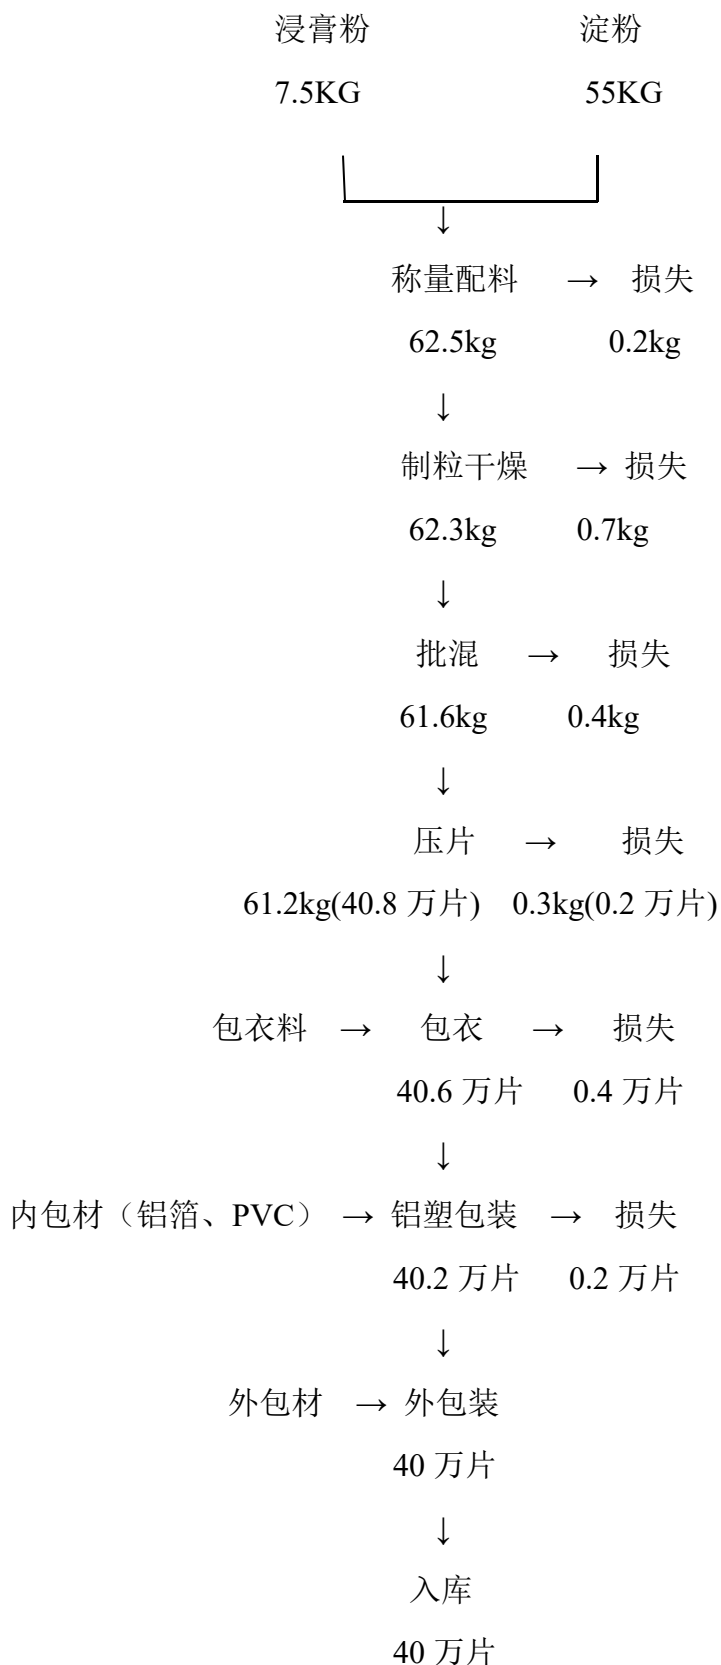 浸膏粉 淀粉
7.5KG 55KG
↓
称量配料 → 损失
62.5kg 0.2kg
↓
制粒干燥 → 损失
62.3kg 0.7kg
↓
批混 → 损失
61.6kg 0.4kg
↓
压片 → 损失
61.2kg(40.8 万片) 0.3kg(0.2 万片)
↓
包衣料 → 包衣 → 损失
40.6 万片 0.4 万片
↓
内包材（铝箔、PVC） → 铝塑包装 → 损失
40.2 万片 0.2 万片
↓
外包材 → 外包装
40 万片
↓
入库
40 万片